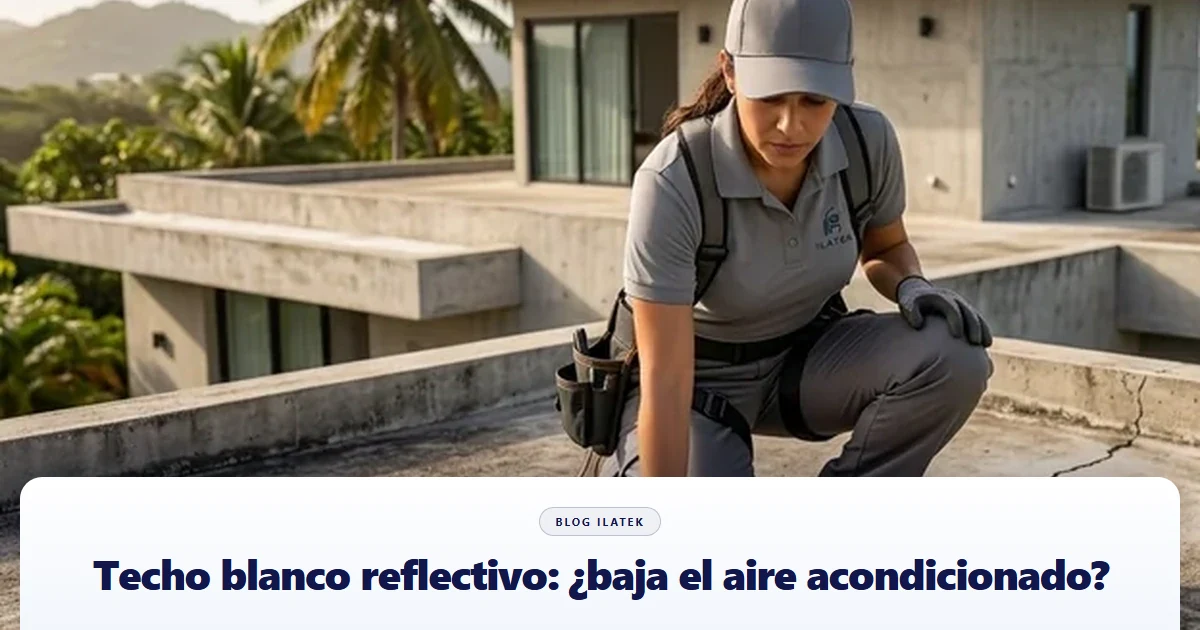 ILATEK
BLOG ILATEK
Techo blanco reflectivo: ¿baja el aire acondicionado?